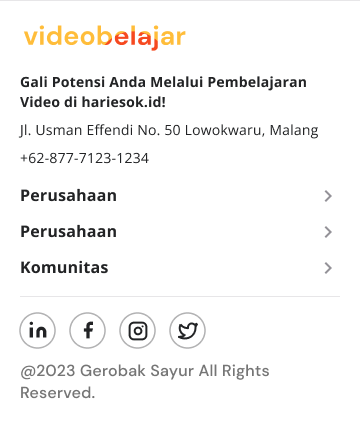 videobelajar
Gali Potensi Anda Melalui Pembelajaran
Video di hariesok.id!
Jl. Usman Effendi No. 50 Lowokwaru, Malang
+62-877-7123-1234
Perusahaan
Perusahaan
Komunitas
@2023 Gerobak Sayur All Rights
Reserved.